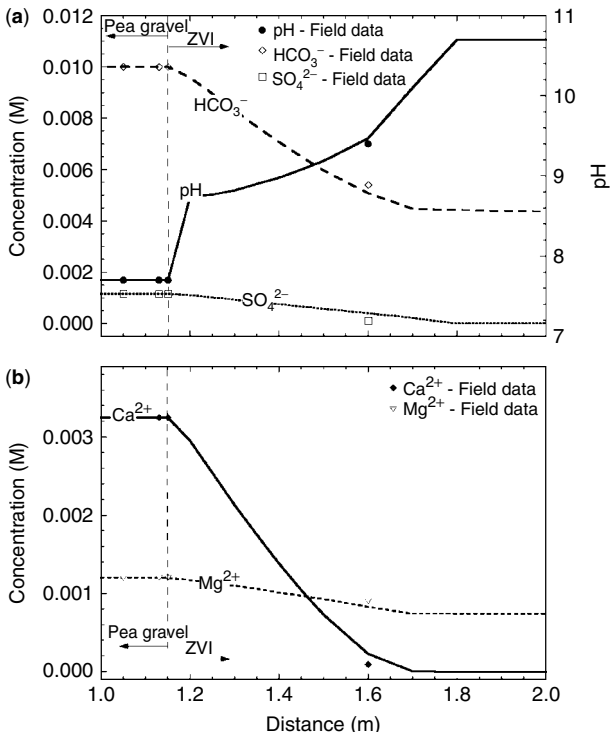 (a)
Pea gravel
ZVI
pH - Field data
HCO₃⁻ - Field data
SO₄²⁻ - Field data
HCO₃⁻
pH
SO₄²⁻
Concentration (M)
0.012
0.010
0.008
0.006
0.004
0.002
0.000
pH
11
10
9
8
7
(b)
Ca²⁺ - Field data
Mg²⁺ - Field data
Ca²⁺
Mg²⁺
Pea gravel
ZVI
Concentration (M)
0.003
0.002
0.001
0.000
1.0 1.2 1.4 1.6 1.8 2.0
Distance (m)